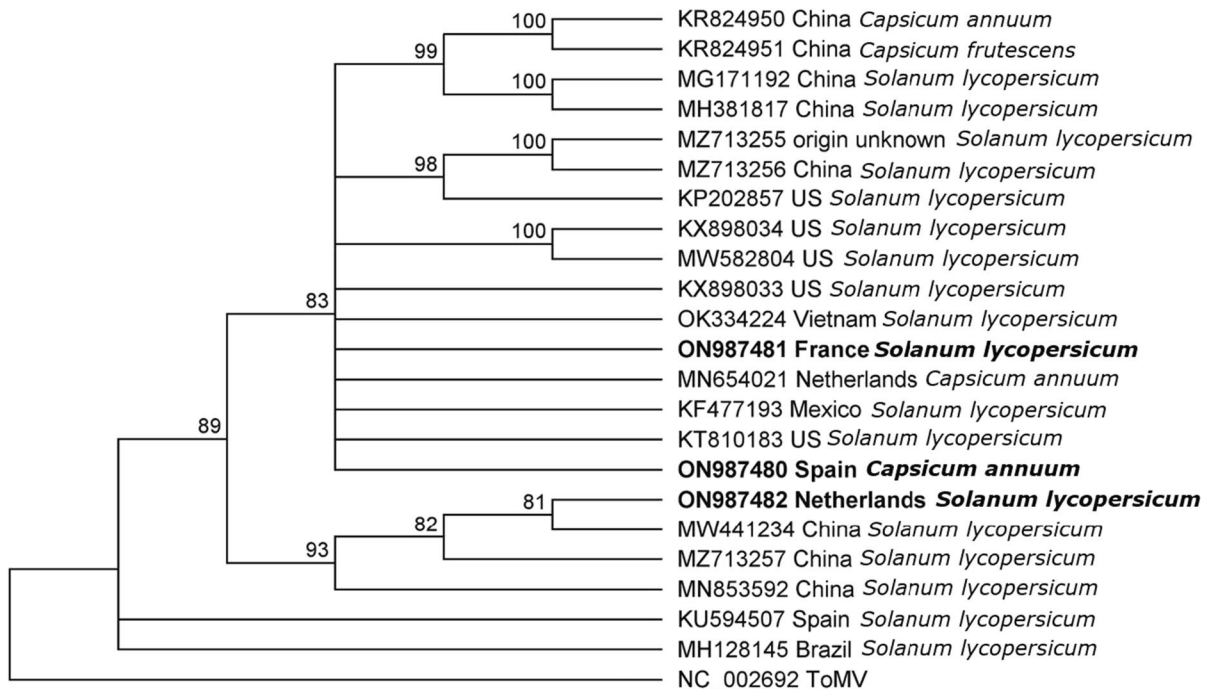 100 KR824950 China Capsicum annuum
99 KR824951 China Capsicum frutescens
100 MG171192 China Solanum lycopersicum
MH381817 China Solanum lycopersicum
100 MZ713255 origin unknown Solanum lycopersicum
98 MZ713256 China Solanum lycopersicum
KP202857 US Solanum lycopersicum
100 KX898034 US Solanum lycopersicum
MW582804 US Solanum lycopersicum
83 KX898033 US Solanum lycopersicum
OK334224 Vietnam Solanum lycopersicum
ON987481 France Solanum lycopersicum
MN654021 Netherlands Capsicum annuum
KF477193 Mexico Solanum lycopersicum
89 KT810183 US Solanum lycopersicum
ON987480 Spain Capsicum annuum
81 ON987482 Netherlands Solanum lycopersicum
82 MW441234 China Solanum lycopersicum
93 MZ713257 China Solanum lycopersicum
MN853592 China Solanum lycopersicum
KU594507 Spain Solanum lycopersicum
MH128145 Brazil Solanum lycopersicum
NC 002692 ToMV